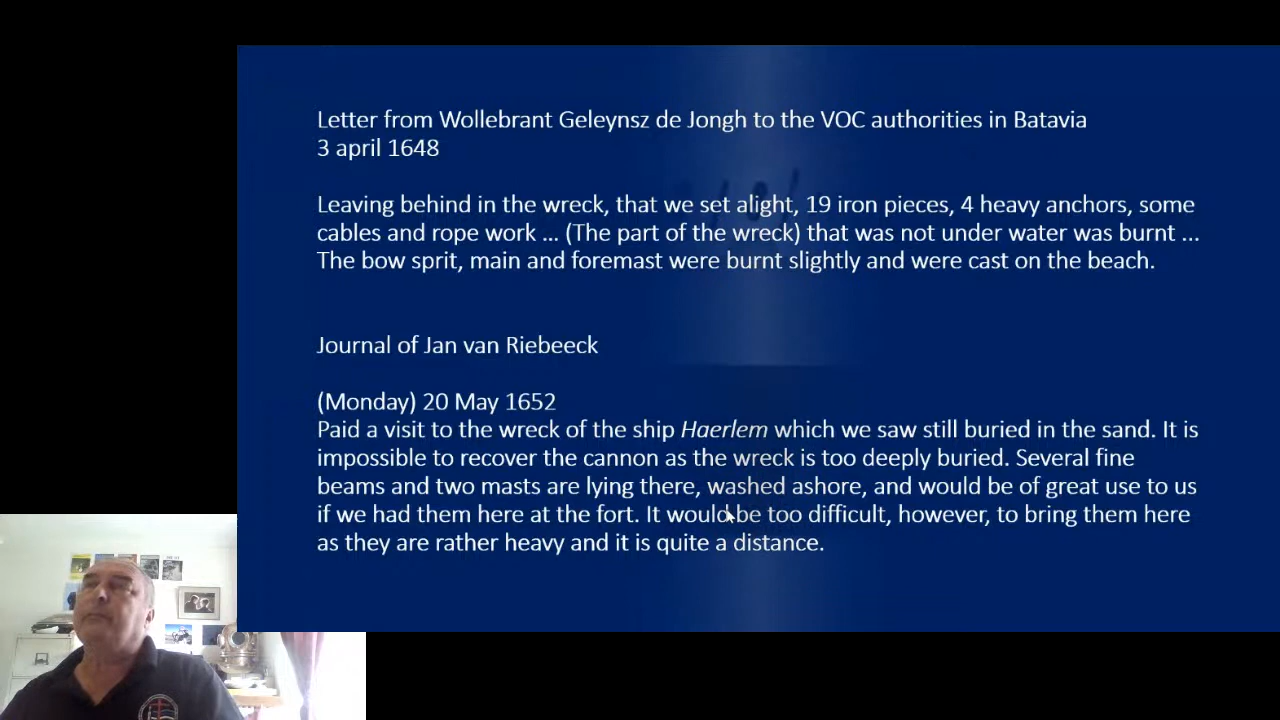 Letter from Wollebrant Geleynsz de Jongh to the VOC authorities in Batavia
3 april 1648
Leaving behind in the wreck, that we set alight, 19 iron pieces, 4 heavy anchors, some
cables and rope work ... (The part of the wreck) that was not under water was burnt ...
The bow sprit, main and foremast were burnt slightly and were cast on the beach.
Journal of Jan van Riebeeck
(Monday) 20 May 1652
Paid a visit to the wreck of the ship Haerlem which we saw still buried in the sand. It is
impossible to recover the cannon as the wreck is too deeply buried. Several fine
beams and two masts are lying there, washed ashore, and would be of great use to us
if we had them here at the fort. It would be too difficult, however, to bring them here
as they are rather heavy and it is quite a distance.